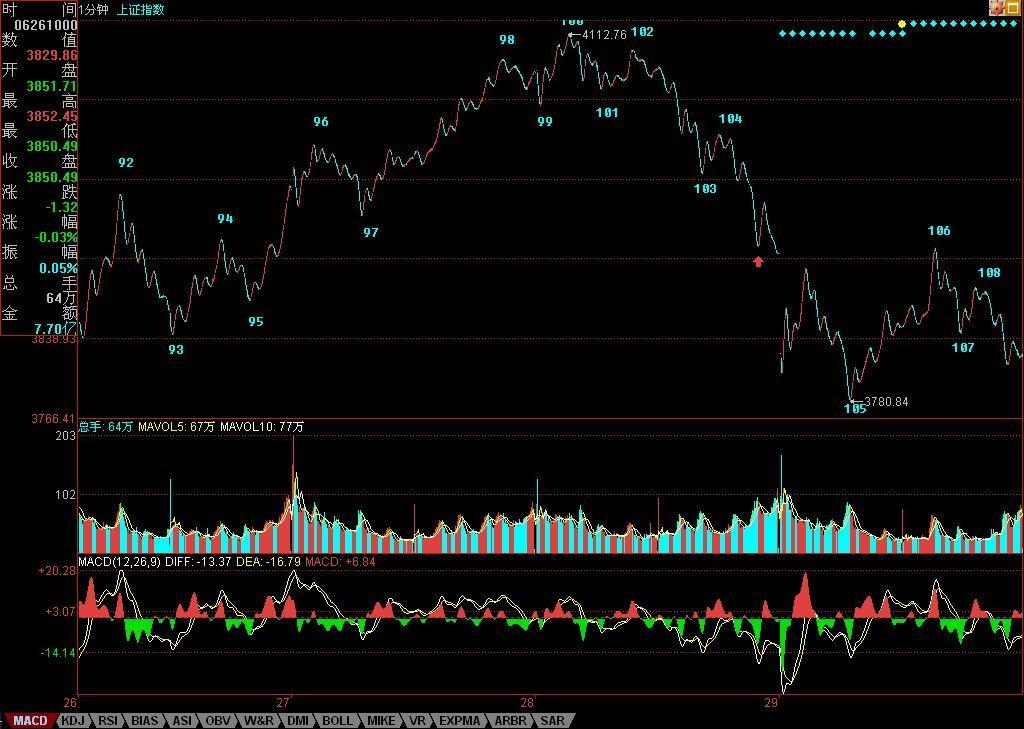 时 间
06261000
数 值
3829.86
开 盘
3851.71
最 高
3852.45
最 低
3850.49
收 盘
3850.49
涨 跌
-1.32
涨 幅
-0.03%
振 幅
0.05%
总 手
64万
金 额
7.70亿
1分钟 上证指数
4112.76
3780.84
92
93
94
95
96
97
98
99
100
101
102
103
104
105
106
107
108
3838.93
3766.41
总手: 64万 MAVOL5: 67万 MAVOL10: 77万
203
102
MACD(12,26,9) DIFF: -13.37 DEA: -16.79 MACD: +6.84
+20.28
+3.07
-14.14
26 27 28 29
MACD KDJ RSI BIAS ASI OBV W&R DMI BOLL MIKE VR EXPMA ARBR SAR